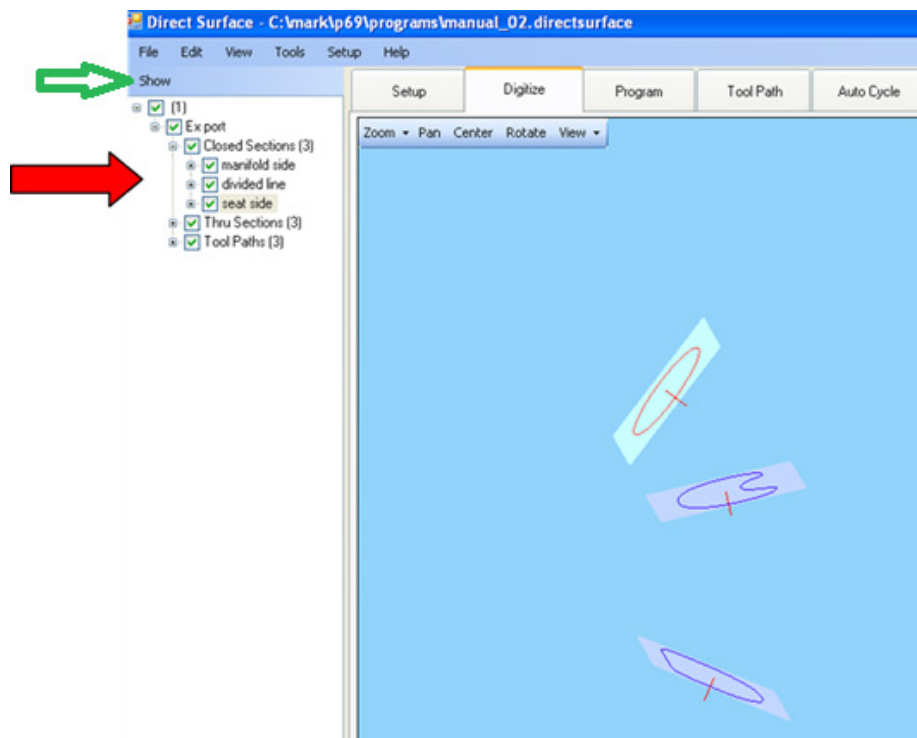 Direct Surface - C:\mark\p69\programs\manual_02.directsurface
File Edit View Tools Setup Help
Show
Setup Digitize Program Tool Path Auto Cycle
Zoom Pan Center Rotate View
(1)
Ex port
Closed Sections (3)
manifold side
divided line
seat side
Thru Sections (3)
Tool Paths (3)